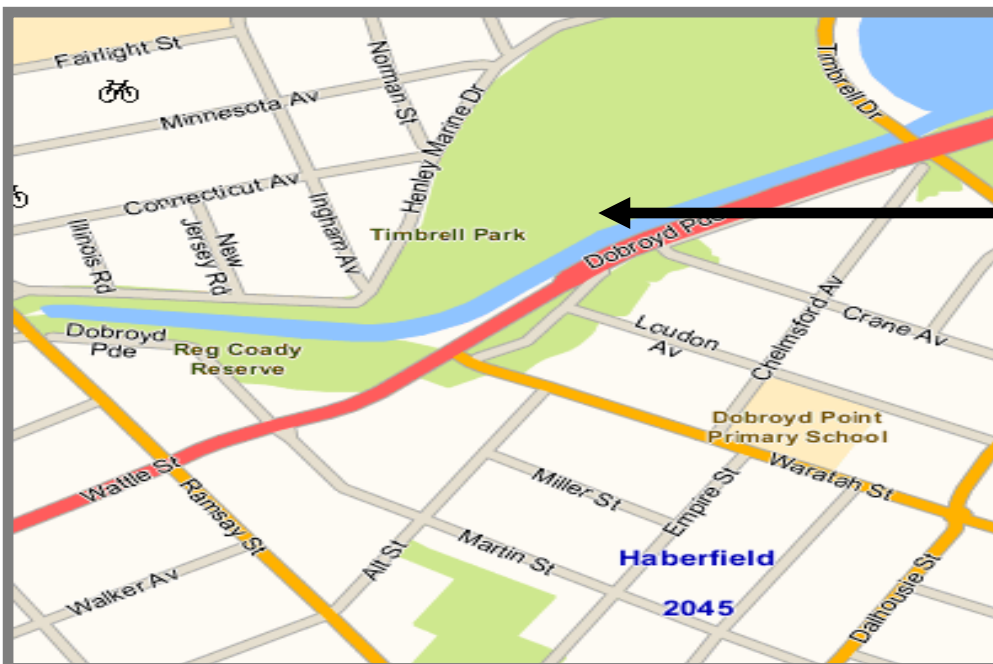 Fairlight St
Norman St
Timbrell Dr
Minnesota Av
Henley Marine Dr
Connecticut Av
Ingham Av
Illinois Rd
New
Jersey Rd
Timbrell Park
Dobroyd Pde
Chelmsford Av
Crane Av
Loudon
Av
Dobroyd
Pde
Reg Coady
Reserve
Dobroyd Point
Primary School
Waratah St
Wattle St
Ramsay St
Miller St
Empire St
Alt St
Martin St
Haberfield
2045
Walker Av
Dalhousie St